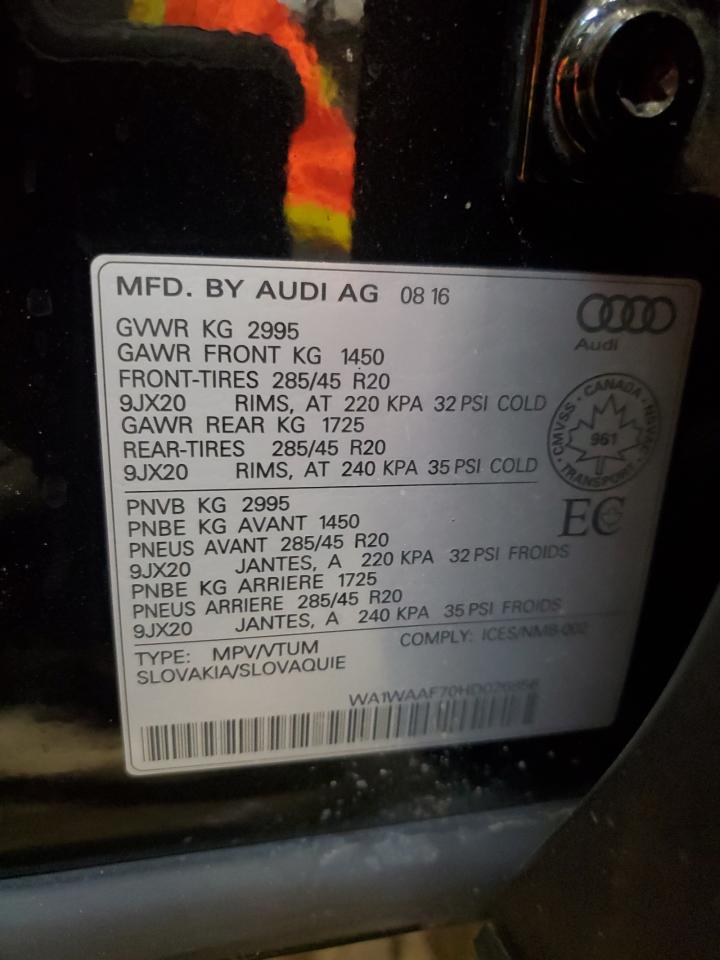 MFD. BY AUDI AG 08 16
Audi
GVWR KG 2995
GAWR FRONT KG 1450
FRONT-TIRES 285/45 R20
9JX20 RIMS, AT 220 KPA 32 PSI COLD
GAWR REAR KG 1725
REAR-TIRES 285/45 R20
9JX20 RIMS, AT 240 KPA 35 PSI COLD
CMVSS · CANADA · NSVAC · TRANSPORT
961
EC
PNVB KG 2995
PNBE KG AVANT 1450
PNEUS AVANT 285/45 R20
9JX20 JANTES, A 220 KPA 32 PSI FROIDS
PNBE KG ARRIERE 1725
PNEUS ARRIERE 285/45 R20
9JX20 JANTES, A 240 KPA 35 PSI FROIDS
TYPE: MPV/VTUM COMPLY: ICES/NMB-002
SLOVAKIA/SLOVAQUIE